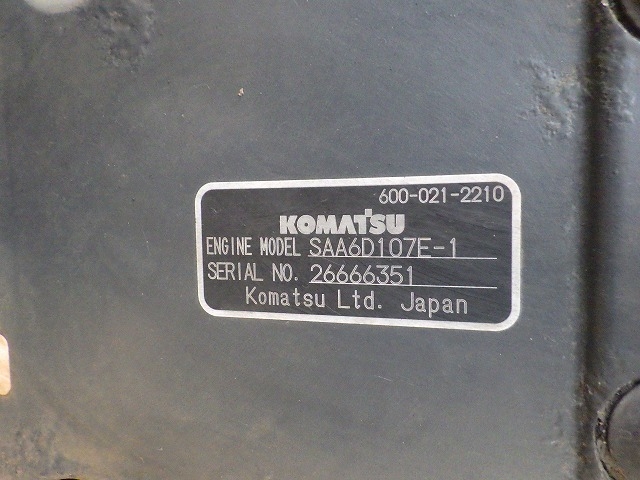 600-021-2210
KOMATSU
ENGINE MODEL SAA6D107E-1
SERIAL NO. 26666351
Komatsu Ltd. Japan